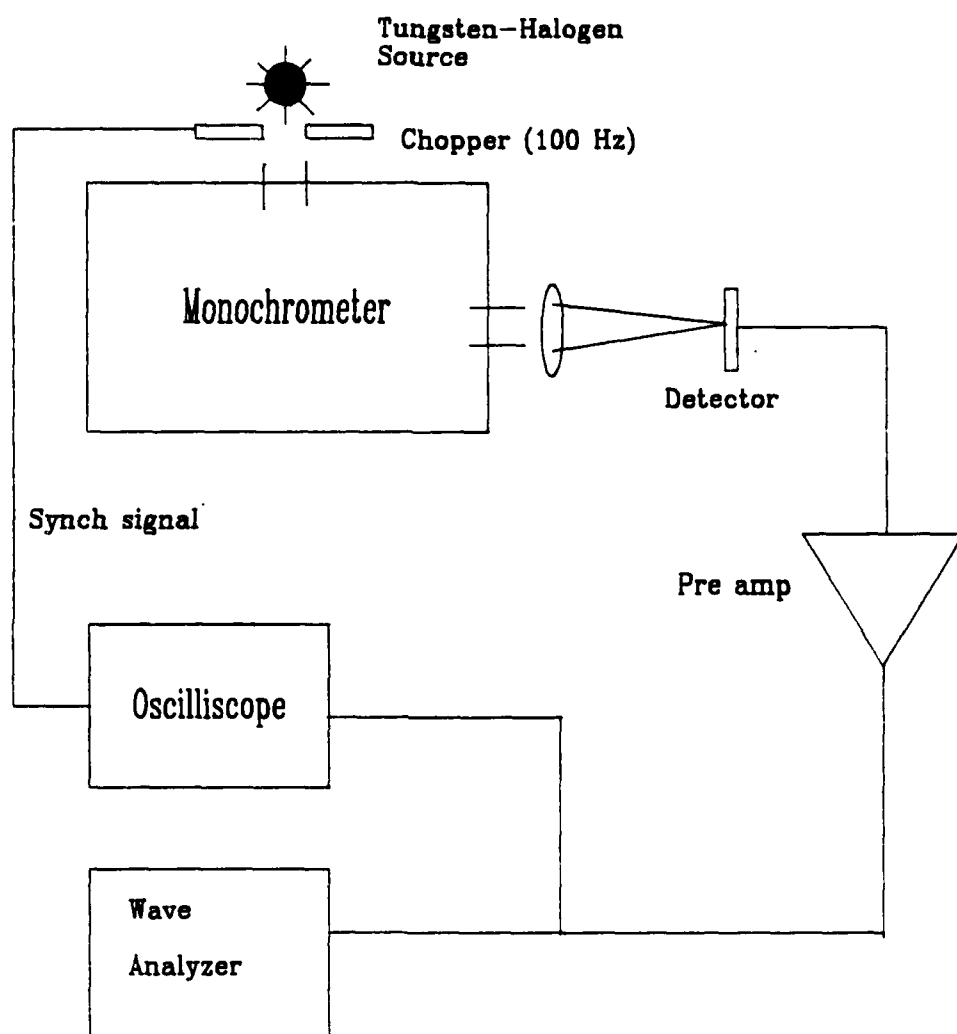 Tungsten-Halogen
Source
Chopper (100 Hz)
Monochrometer
Detector
Synch signal
Pre amp
Oscilliscope
Wave
Analyzer